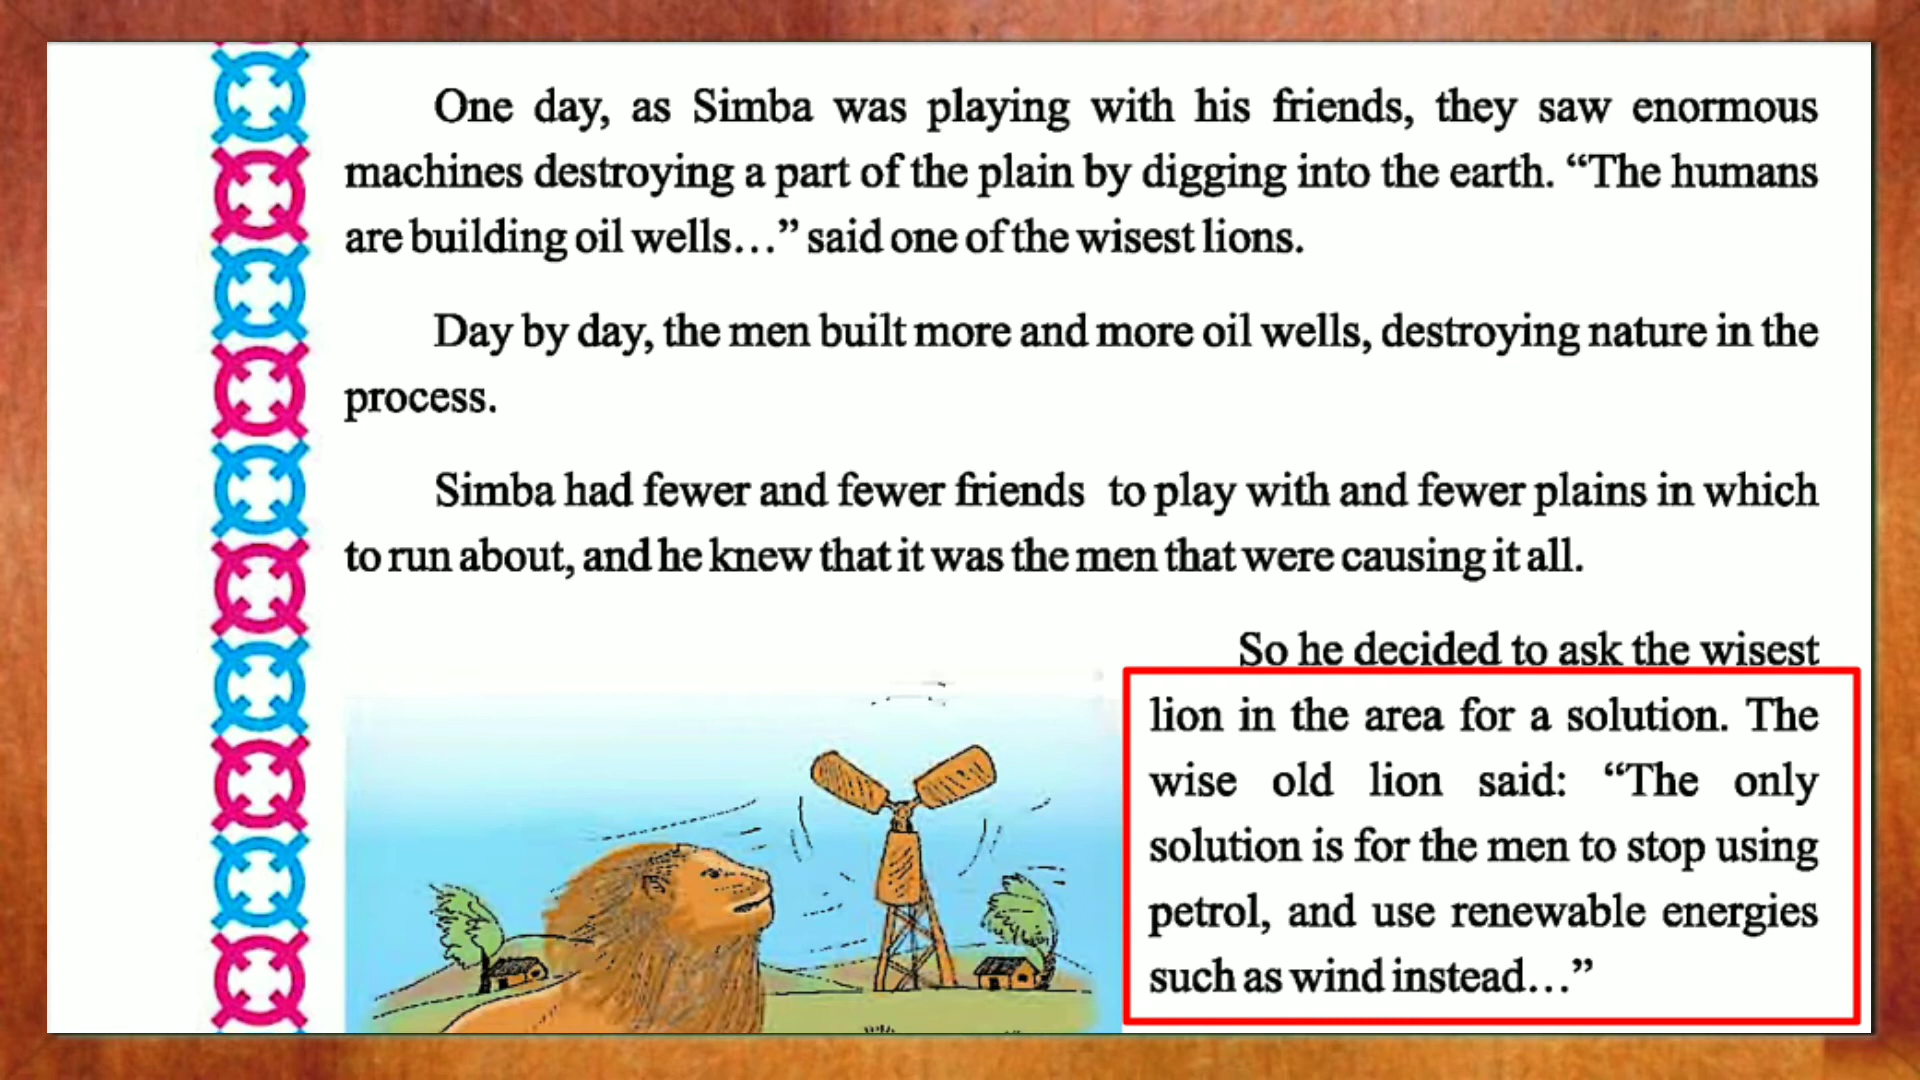 One day, as Simba was playing with his friends, they saw enormous
machines destroying a part of the plain by digging into the earth. “The humans
are building oil wells…” said one of the wisest lions.
Day by day, the men built more and more oil wells, destroying nature in the
process.
Simba had fewer and fewer friends to play with and fewer plains in which
to run about, and he knew that it was the men that were causing it all.
So he decided to ask the wisest
lion in the area for a solution. The
wise old lion said: “The only
solution is for the men to stop using
petrol, and use renewable energies
such as wind instead…”